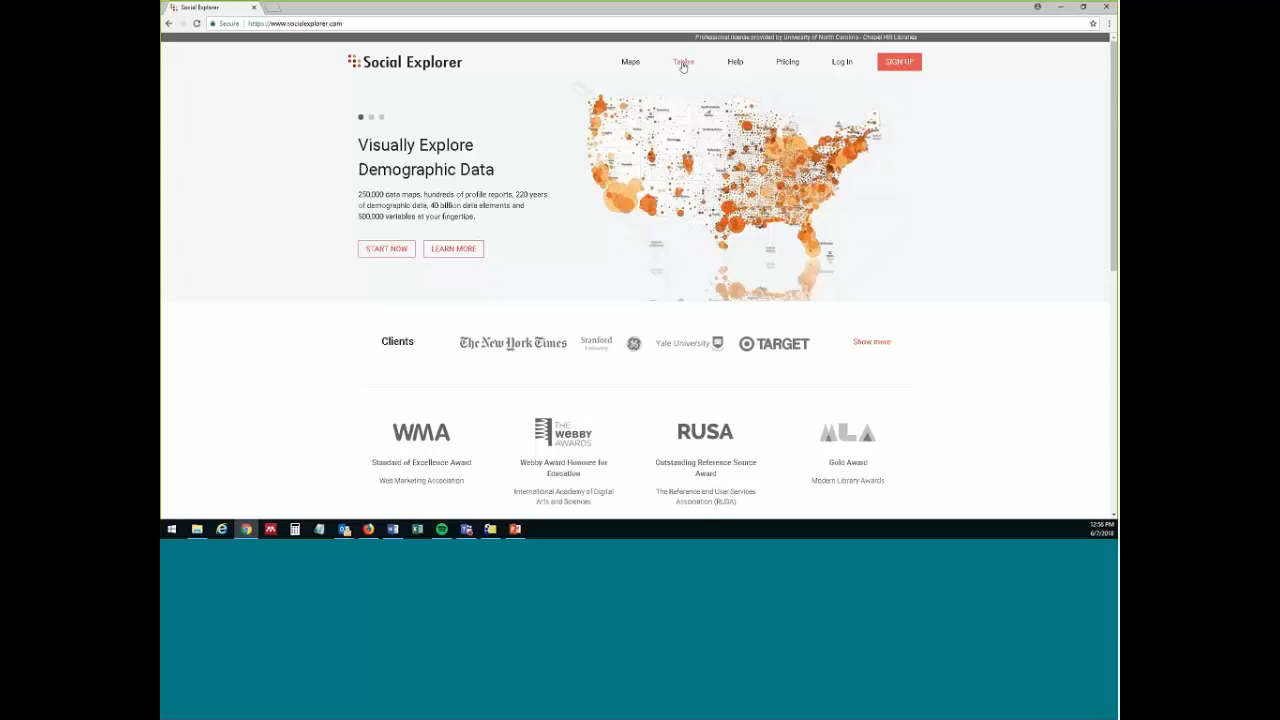 Social Explorer
Secure
https://www.socialexplorer.com
Professional license provided by University of North Carolina - Chapel Hill Libraries
Social Explorer
Maps
Tables
Help
Pricing
Log In
SIGN UP
Visually Explore
Demographic Data
250,000 data maps, hundreds of profile reports, 220 years
of demographic data, 40 billion data elements and
500,000 variables at your fingertips.
START NOW
LEARN MORE
Clients
The New York Times
Stanford
University
Yale University
TARGET
Show more
WMA
THE
WEBBY
AWARDS
RUSA
MLA
Standard of Excellence Award
Web Marketing Association
Webby Award Honoree for
Education
International Academy of Digital
Arts and Sciences
Outstanding Reference Source
Award
The Reference and User Services
Association (RUSA)
Gold Award
Modern Library Awards
12:56 PM
6/7/2018